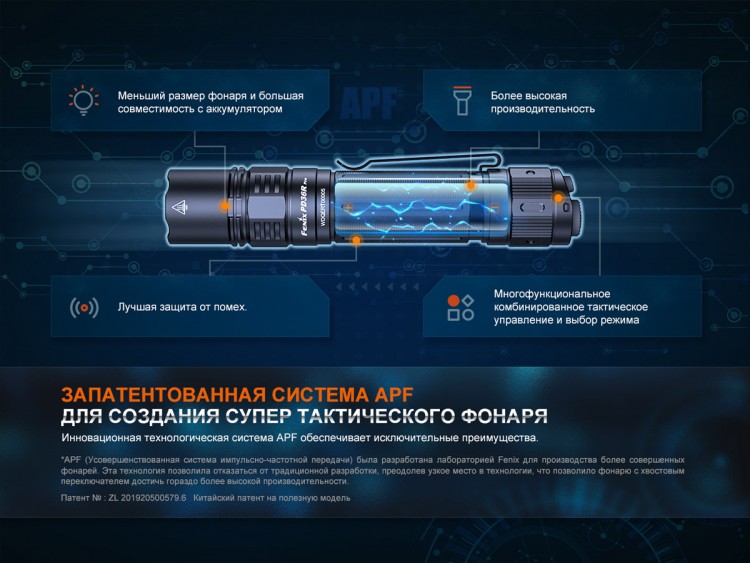 Меньший размер фонаря и большая
совместимость с аккумулятором
APF
Более высокая
производительность
FENIX PD36R Pro
Лучшая защита от помех.
Многофункциональное
комбинированное тактическое
управление и выбор режима
ЗАПАТЕНТОВАННАЯ СИСТЕМА APF
ДЛЯ СОЗДАНИЯ СУПЕР ТАКТИЧЕСКОГО ФОНАРЯ
Инновационная технологическая система APF обеспечивает исключительные преимущества.
*APF (Усовершенствованная система импульсно-частотной передачи) была разработана лабораторией Fenix для производства более совершенных
фонарей. Эта технология позволила отказаться от традиционной разработки, преодолев узкое место в технологии, что позволило фонарю с хвостовым
переключателем достичь гораздо более высокой производительности.
Патент № : ZL 201920500579.6 Китайский патент на полезную модель